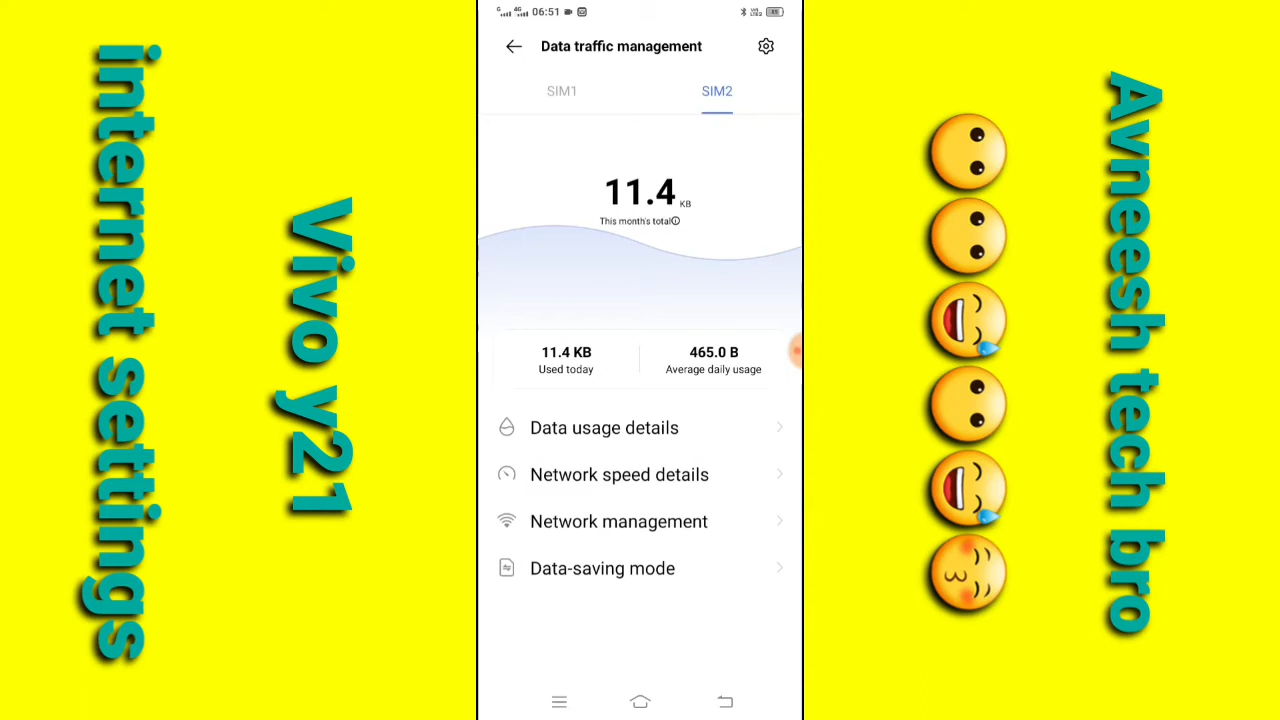 internet settings
Vivo y21
06:51
Data traffic management
SIM1
SIM2
11.4 KB
This month's total
11.4 KB
Used today
465.0 B
Average daily usage
Data usage details
Network speed details
Network management
Data-saving mode
Avneesh tech bro